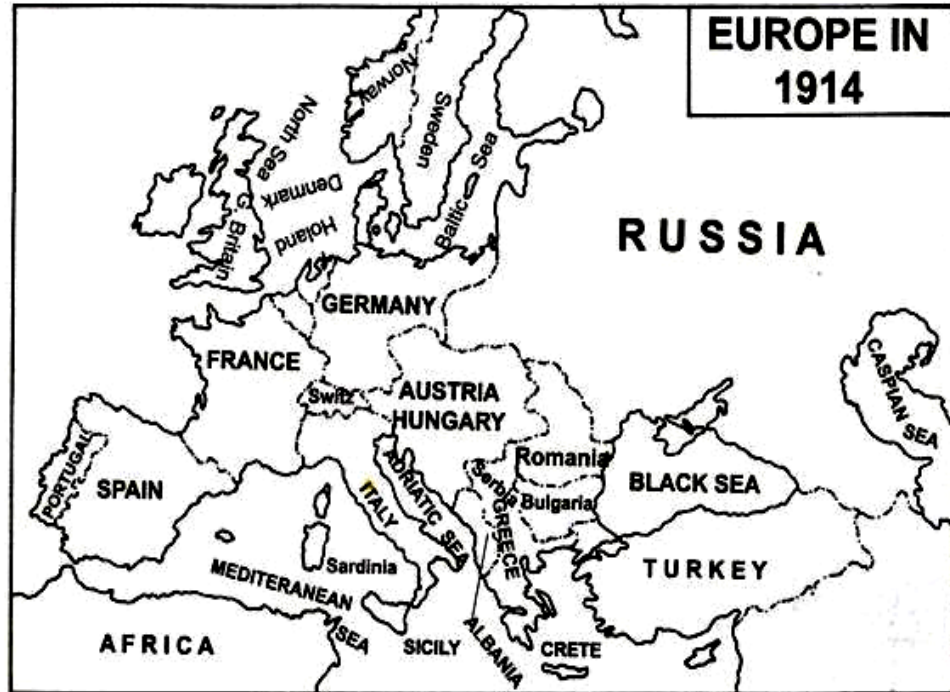 EUROPE IN
1914
Norway
Sweden
North Sea
Baltic Sea
Denmark
G. Britain
Holand
RUSSIA
GERMANY
FRANCE
CASPIAN SEA
Switz
AUSTRIA
HUNGARY
PORTUGAL
SPAIN
ADRIATIC SEA
Romania
Serbia
BLACK SEA
ITALY
Bulgaria
GREECE
Sardinia
TURKEY
MEDITERANEAN
SEA
AFRICA
SICILY
ALBANIA
CRETE